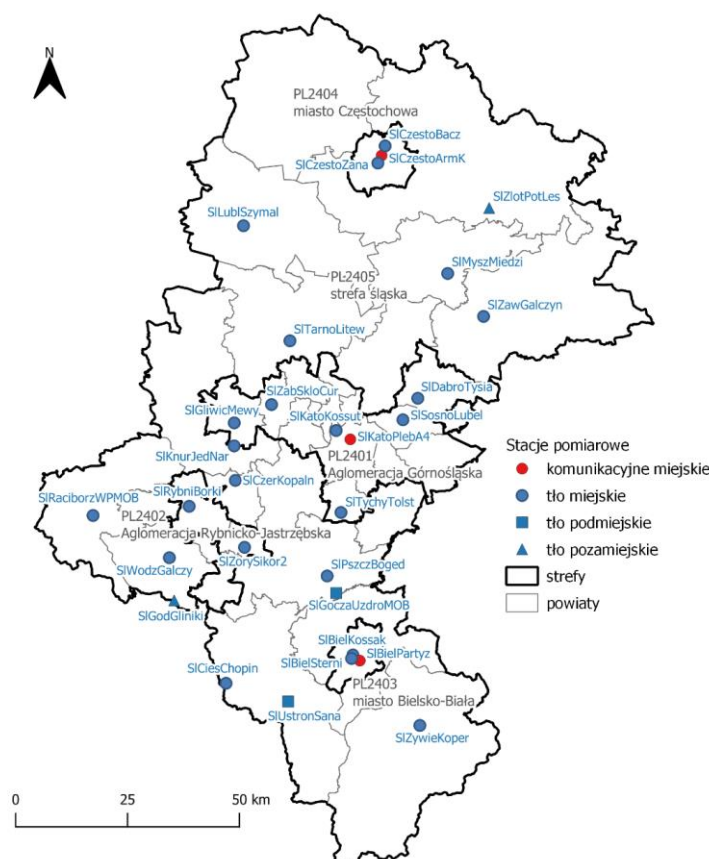 N
PL2404
miasto Częstochowa
SlCzestoBacz
SlCzestoArmK
SlCzestoZana
SlZlotPotLes
SlLublSzymal
SlMyszMiedzi
PL2405
strefa śląska
SlZawGalczyn
SlTarnoLitew
SlDabroTysia
SlZabSkloCur
SlGliwicMewy
SlKatoKossut
SlSosnoLubel
SlKatoPlebA4
Stacje pomiarowe
komunikacyjne miejskie
tło miejskie
tło podmiejskie
tło pozamiejskie
strefy
powiaty
SlKnurJedNar
PL2401
Aglomeracja Górnośląska
SlCzerKopaln
SlRybniBorki
SlRaciborzWPMOB
SlTychyTolst
PL2402
Aglomeracja Rybnicko-Jastrzębska
SlZorySikor2
SlWodzGalczy
SlPszczBoged
SlGodGliniki
SlGoczaUzdroMOB
SlBielKossak
SlBielPartyz
SlBielSterni
SlCiesChopin
PL2403
miasto Bielsko-Biała
SlUstronSana
SlZywieKoper
0 25 50 km